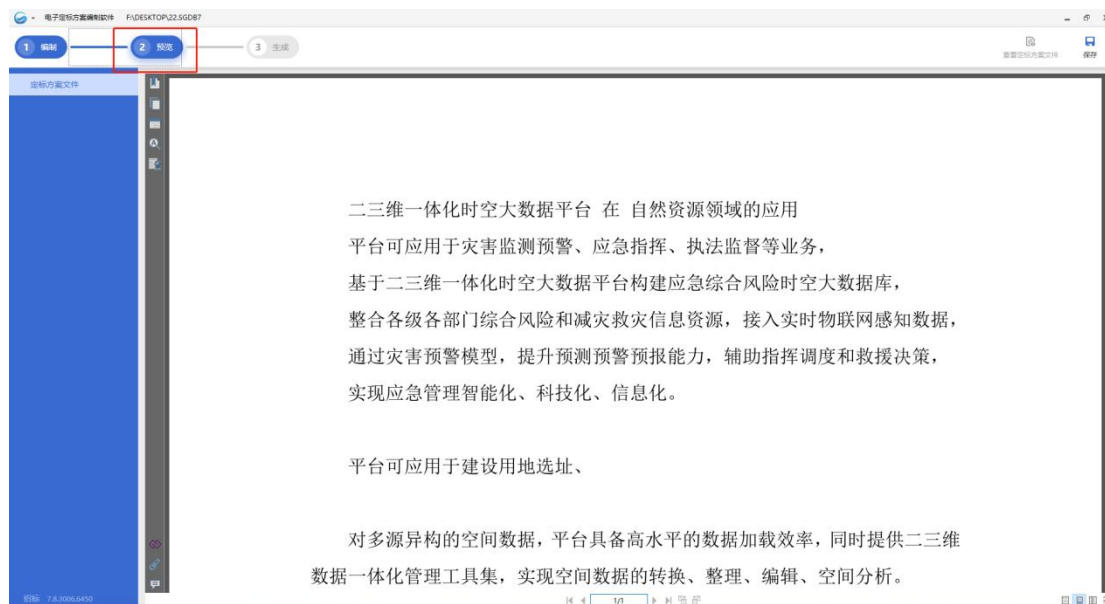 电子定标方案编制软件 F:\DESKTOP\22.SGDB7
1 编制 2 预览 3 生成
查看定标方案文件 保存
定标方案文件
二三维一体化时空大数据平台 在 自然资源领域的应用
平台可应用于灾害监测预警、应急指挥、执法监督等业务，
基于二三维一体化时空大数据平台构建应急综合风险时空大数据库，
整合各级各部门综合风险和减灾救灾信息资源，接入实时物联网感知数据，
通过灾害预警模型，提升预测预警预报能力，辅助指挥调度和救援决策，
实现应急管理智能化、科技化、信息化。
平台可应用于建设用地选址、
对多源异构的空间数据，平台具备高水平的数据加载效率，同时提供二三维
数据一体化管理工具集，实现空间数据的转换、整理、编辑、空间分析。
招标 7.8.3006.6450
1/1